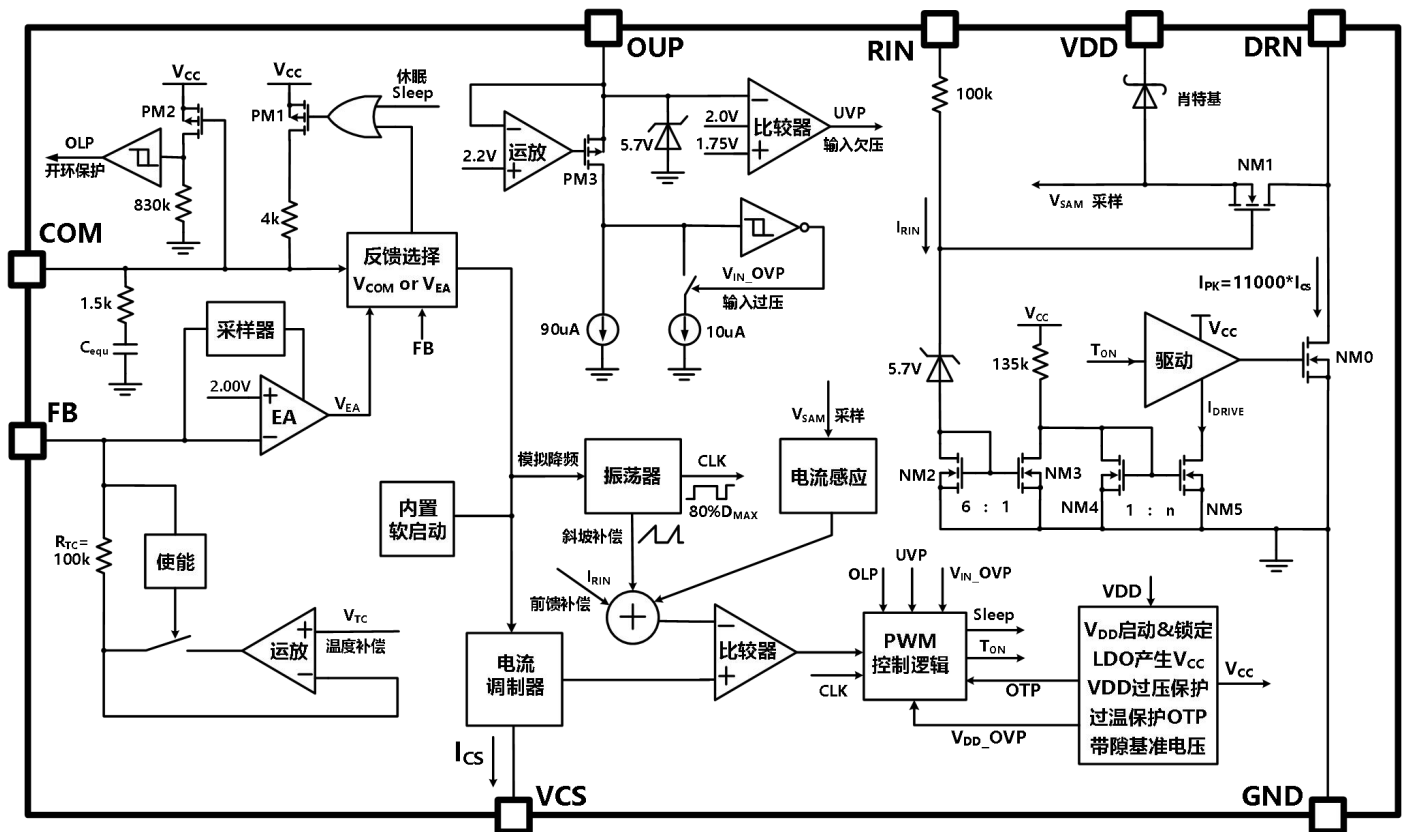 OUP
RIN
VDD
DRN
VCC
PM2
OLP
开环保护
830k
VCC
PM1
休眠
Sleep
4k
2.2V
运放
PM3
5.7V
2.0V
1.75V
比较器
UVP
输入欠压
100k
肖特基
NM1
VSAM 采样
IRIN
COM
反馈选择
VCOM or VEA
FB
VIN_OVP
输入过压
90uA
10uA
IPK=11000*ICS
1.5k
Cequ
采样器
2.00V
EA
VEA
5.7V
VCC
135k
TON
驱动
VCC
NM0
IDRIVE
FB
VSAM 采样
电流感应
模拟降频
振荡器
CLK
80%DMAX
斜坡补偿
NM2
NM3
6 : 1
NM4
1 : n
NM5
内置
软启动
RTC=
100k
使能
运放
VTC
温度补偿
IRIN
前馈补偿
电流
调制器
比较器
CLK
OLP
UVP
VIN_OVP
PWM
控制逻辑
Sleep
TON
OTP
VDD_OVP
VDD
VDD启动&锁定
LDO产生VCC
VDD过压保护
过温保护OTP
带隙基准电压
VCC
ICS
VCS
GND